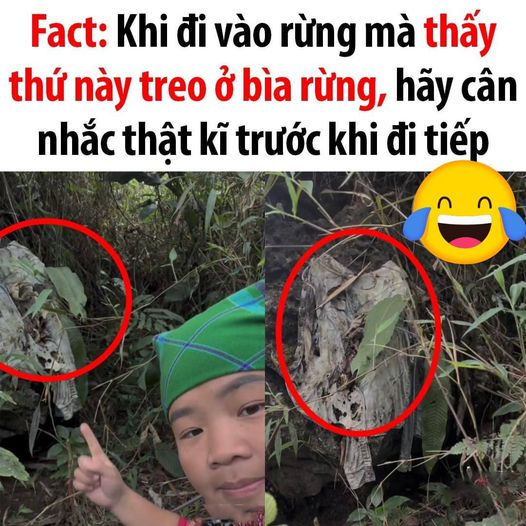 Fact: Khi đi vào rừng mà thấy
thứ này treo ở bìa rừng, hãy cân
nhắc thật kĩ trước khi đi tiếp